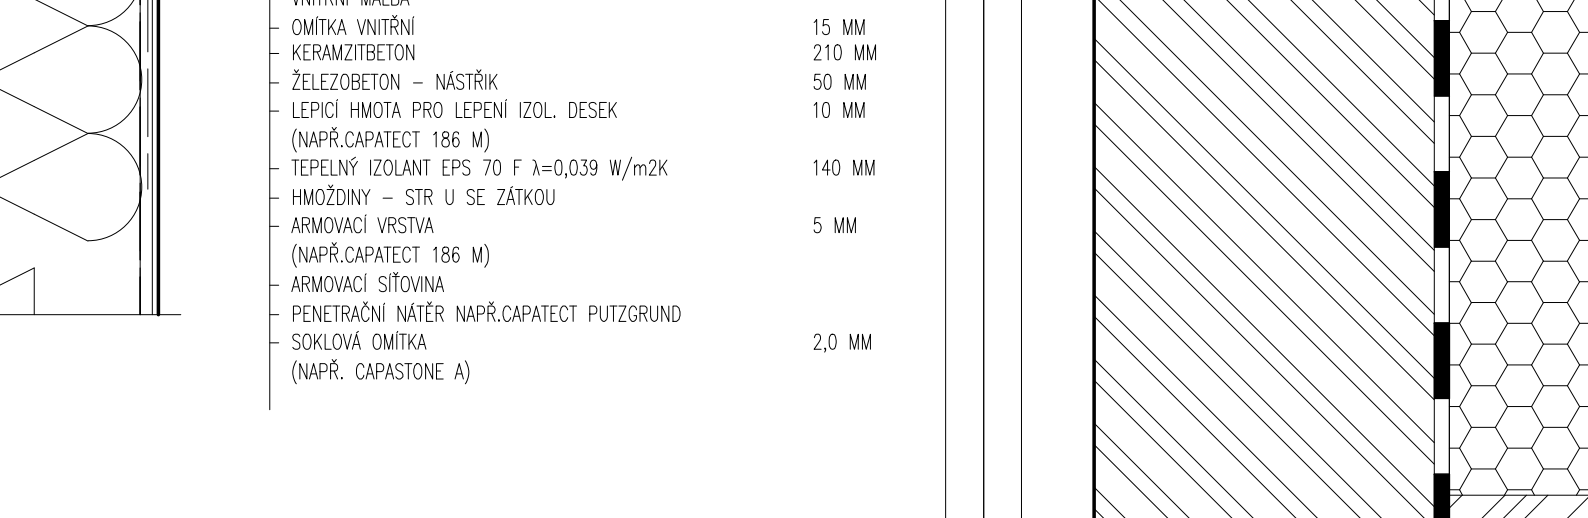 VNITŘNÍ MALBA
OMÍTKA VNITŘNÍ 15 MM
KERAMZITBETON 210 MM
ŽELEZOBETON – NÁSTŘIK 50 MM
LEPICÍ HMOTA PRO LEPENÍ IZOL. DESEK 10 MM
(NAPŘ.CAPATECT 186 M)
TEPELNÝ IZOLANT EPS 70 F λ=0,039 W/m2K 140 MM
HMOŽDINY – STR U SE ZÁTKOU
ARMOVACÍ VRSTVA 5 MM
(NAPŘ.CAPATECT 186 M)
ARMOVACÍ SÍŤOVINA
PENETRAČNÍ NÁTĚR NAPŘ.CAPATECT PUTZGRUND
SOKLOVÁ OMÍTKA 2,0 MM
(NAPŘ. CAPASTONE A)